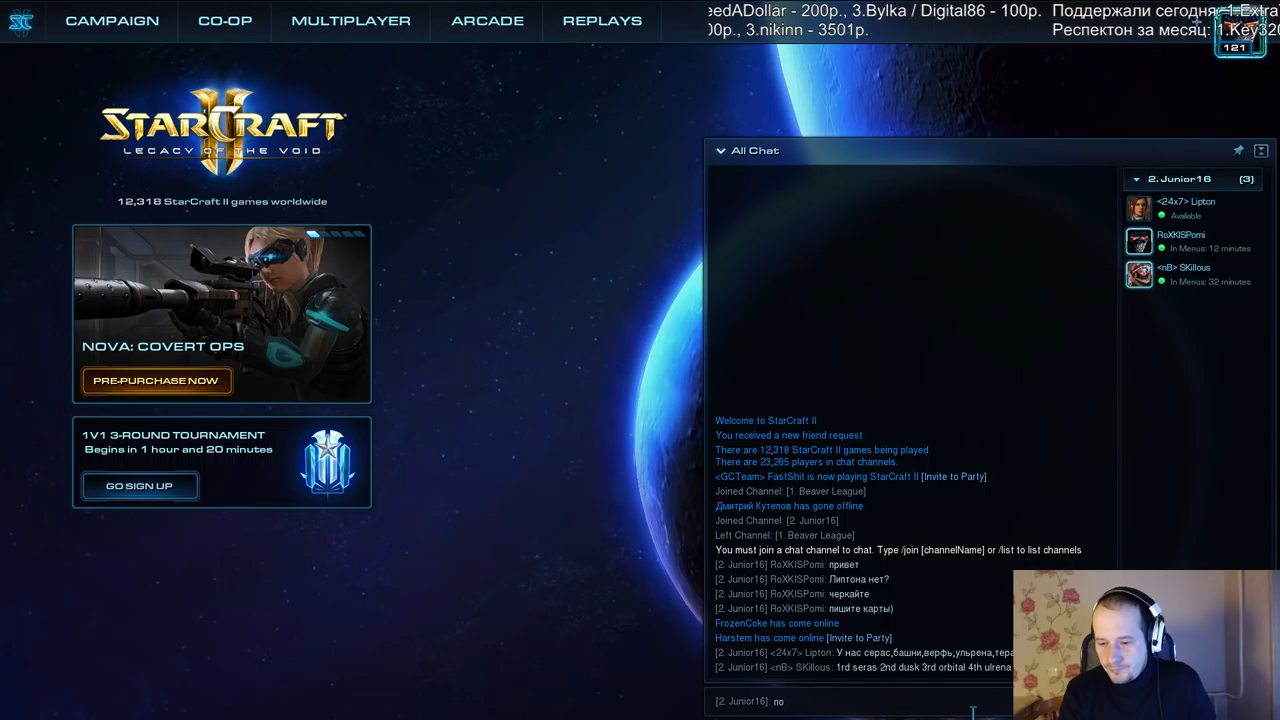 CAMPAIGN CO-OP MULTIPLAYER ARCADE REPLAYS
eedADollar - 200р., 3.Bylka / Digital86 - 100р. Поддержали сегодня: 1.Extra
00р., 3.nikinn - 3501р. Респектон за месяц: 1.Key320
121
STARCRAFT
II
LEGACY OF THE VOID
12,318 StarCraft II games worldwide
NOVA: COVERT OPS
PRE-PURCHASE NOW
1V1 3-ROUND TOURNAMENT
Begins in 1 hour and 20 minutes
GO SIGN UP
All Chat
Welcome to StarCraft II
You received a new friend request
There are 12,318 StarCraft II games being played.
There are 23,265 players in chat channels.
<GCTeam> FastShit is now playing StarCraft II [Invite to Party]
Joined Channel: [1. Beaver League]
Дмитрий Кутепов has gone offline
Joined Channel: [2. Junior16]
Left Channel: [1. Beaver League]
You must join a chat channel to chat. Type /join [channelName] or /list to list channels
[2. Junior16] RoXKISPomi: привет
[2. Junior16] RoXKISPomi: Липтона нет?
[2. Junior16] RoXKISPomi: черкайте
[2. Junior16] RoXKISPomi: пишите карты)
FrozenCoke has come online
Harstem has come online [Invite to Party]
[2. Junior16] <24x7> Lipton: У нас серас,башни,верфь,ульрена,тера
[2. Junior16] <nB> SKillous: 1rd seras 2nd dusk 3rd orbital 4th ulrena
[2. Junior16]: по
2. Junior16 (3)
<24x7> Lipton
Available
RoXKISPomi
In Menus: 12 minutes
<nB> SKillous
In Menus: 32 minutes